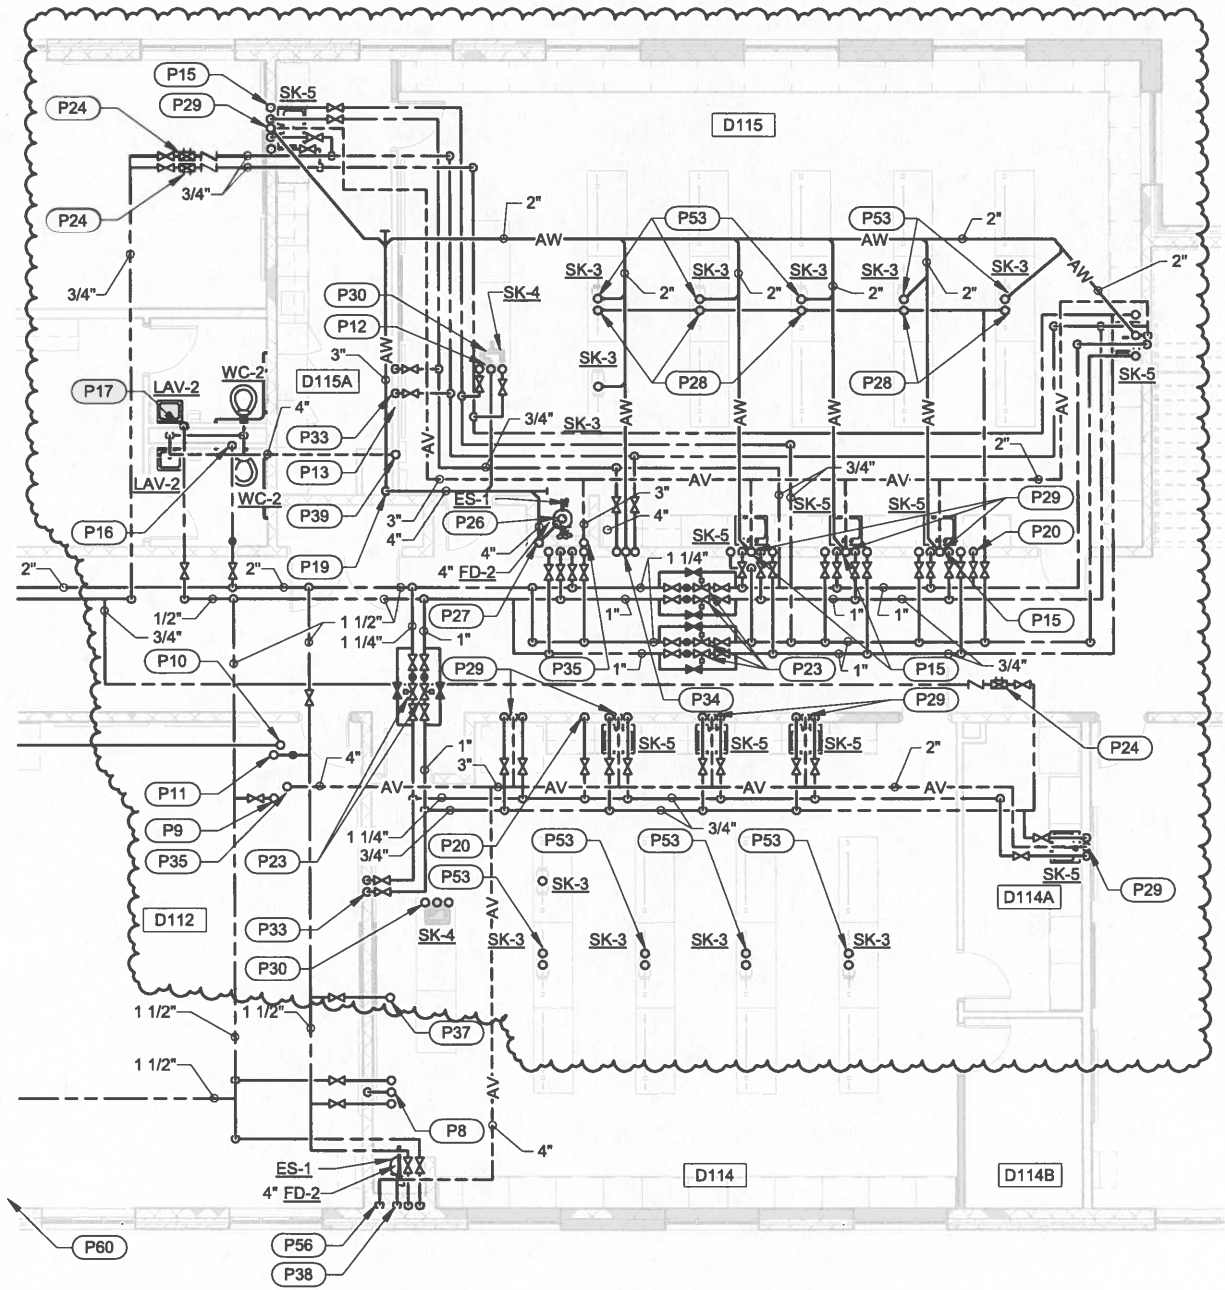 P15
SK-5
P24
P29
D115
3/4"
P24
2"
P53
P53
2"
AW
AW
SK-3
SK-3
SK-3
SK-3
SK-3
AW
2"
3/4"
P30
SK-4
2"
2"
2"
2"
P12
3"
AW
SK-3
WC-2
D115A
P28
P28
SK-5
P17
LAV-2
4"
AW
AW
AW
AW
AV
P33
3/4"
SK-3
AV
P13
2"
3/4"
LAV-2
WC-2
3"
AV
AV
P29
P39
ES-1
3"
SK-5
SK-5
P16
4"
P26
4"
SK-5
P20
4"
P19
4" FD-2
1 1/4"
2"
2"
P27
1"
1"
1"
1"
P15
1/2"
3/4"
1 1/2"
1 1/4"
1"
P10
P29
P35
1"
P23
1"
P15
3/4"
P34
P29
SK-5
SK-5
SK-5
P24
1"
2"
4"
3"
P11
AV
AV
AV
AV
P9
1 1/4"
3/4"
P35
P23
3/4"
P20
P53
P53
P53
P53
SK-3
SK-5
P29
D114A
D112
P33
SK-4
SK-3
SK-3
SK-3
SK-3
AV
P30
1 1/2"
1 1/2"
P37
1 1/2"
AV
P8
4"
ES-1
4" FD-2
D114
D114B
P60
P56
P38